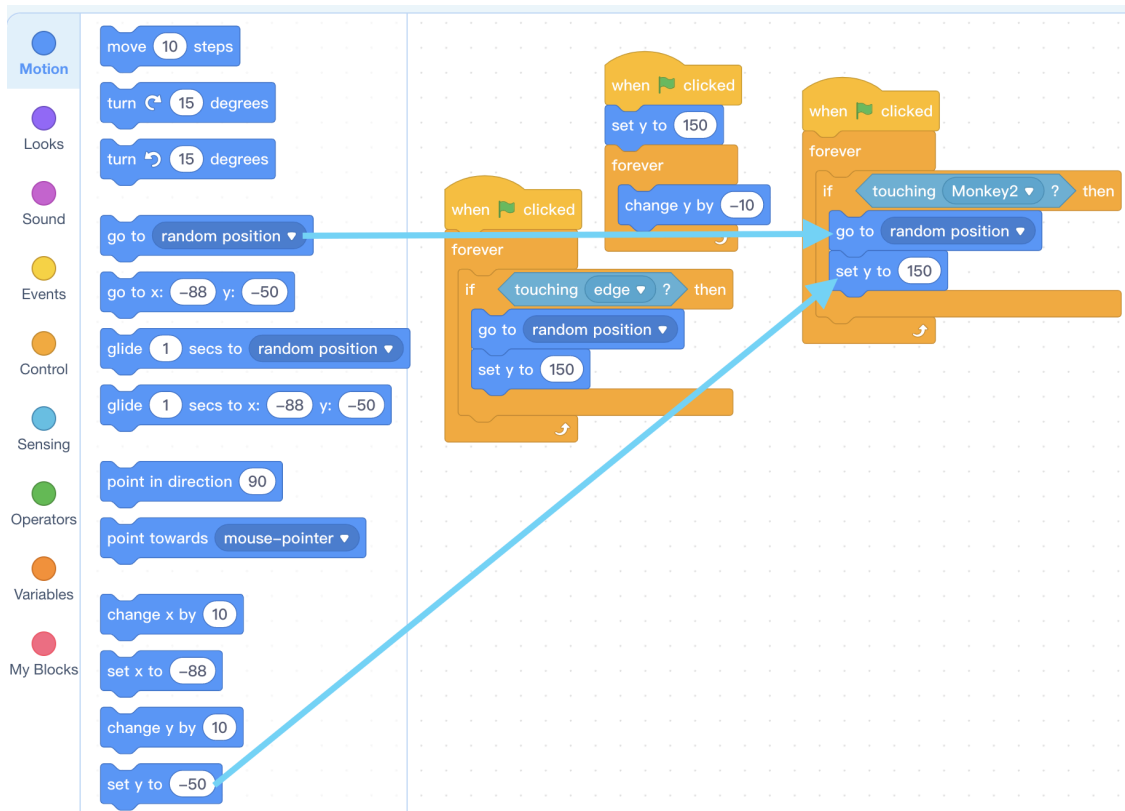 Motion
Looks
Sound
Events
Control
Sensing
Operators
Variables
My Blocks
move 10 steps
turn 15 degrees
turn 15 degrees
go to random position
go to x: −88 y: −50
glide 1 secs to random position
glide 1 secs to x: −88 y: −50
point in direction 90
point towards mouse−pointer
change x by 10
set x to −88
change y by 10
set y to −50
when clicked
forever
if touching edge ? then
go to random position
set y to 150
when clicked
set y to 150
forever
change y by −10
when clicked
forever
if touching Monkey2 ? then
go to random position
set y to 150